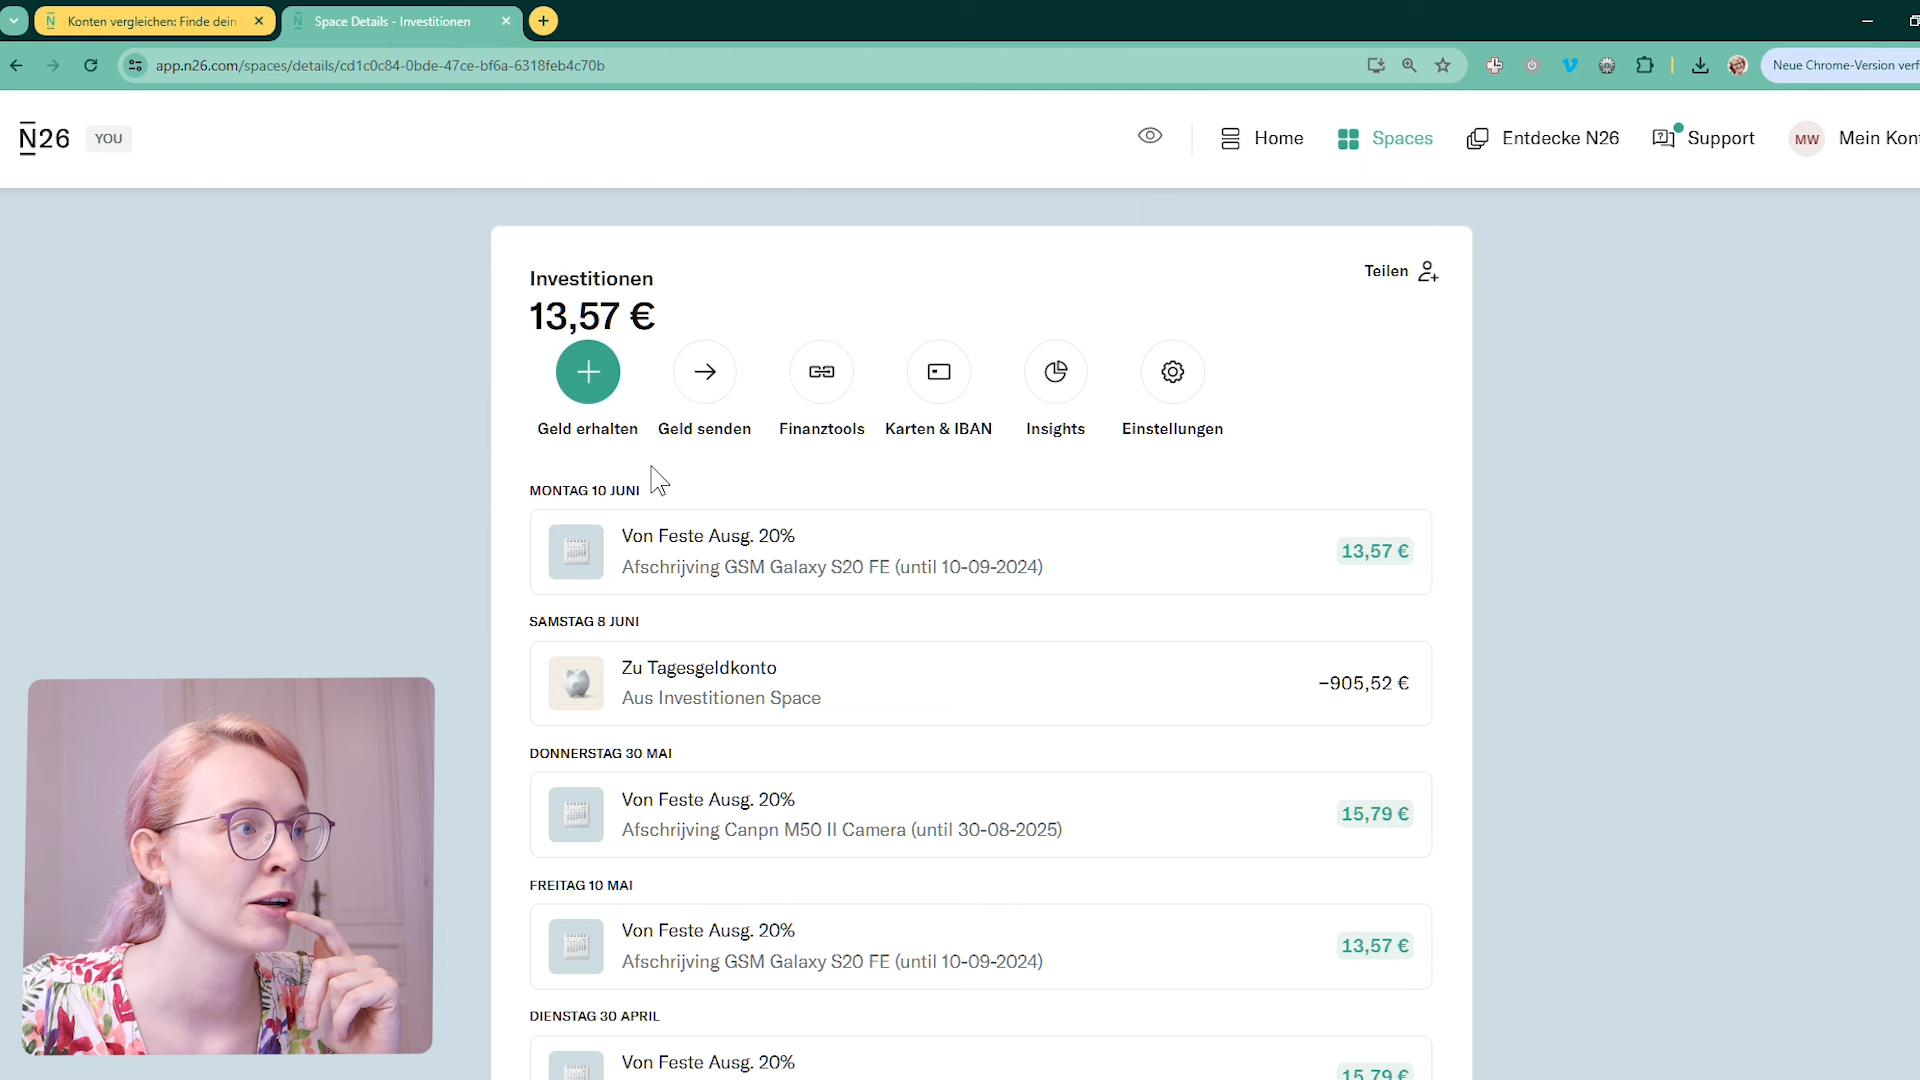 Konten vergleichen: Finde dein
Space Details - Investitionen
app.n26.com/spaces/details/cd1c0c84-0bde-47ce-bf6a-6318feb4c70b
Neue Chrome-Version verf
N26 YOU
Home
Spaces
Entdecke N26
Support
MW
Mein Kont
Investitionen
Teilen
13,57 €
Geld erhalten
Geld senden
Finanztools
Karten & IBAN
Insights
Einstellungen
MONTAG 10 JUNI
Von Feste Ausg. 20%
Afschrijving GSM Galaxy S20 FE (until 10-09-2024)
13,57 €
SAMSTAG 8 JUNI
Zu Tagesgeldkonto
Aus Investitionen Space
−905,52 €
DONNERSTAG 30 MAI
Von Feste Ausg. 20%
Afschrijving Canpn M50 II Camera (until 30-08-2025)
15,79 €
FREITAG 10 MAI
Von Feste Ausg. 20%
Afschrijving GSM Galaxy S20 FE (until 10-09-2024)
13,57 €
DIENSTAG 30 APRIL
Von Feste Ausg. 20%
15,79 €